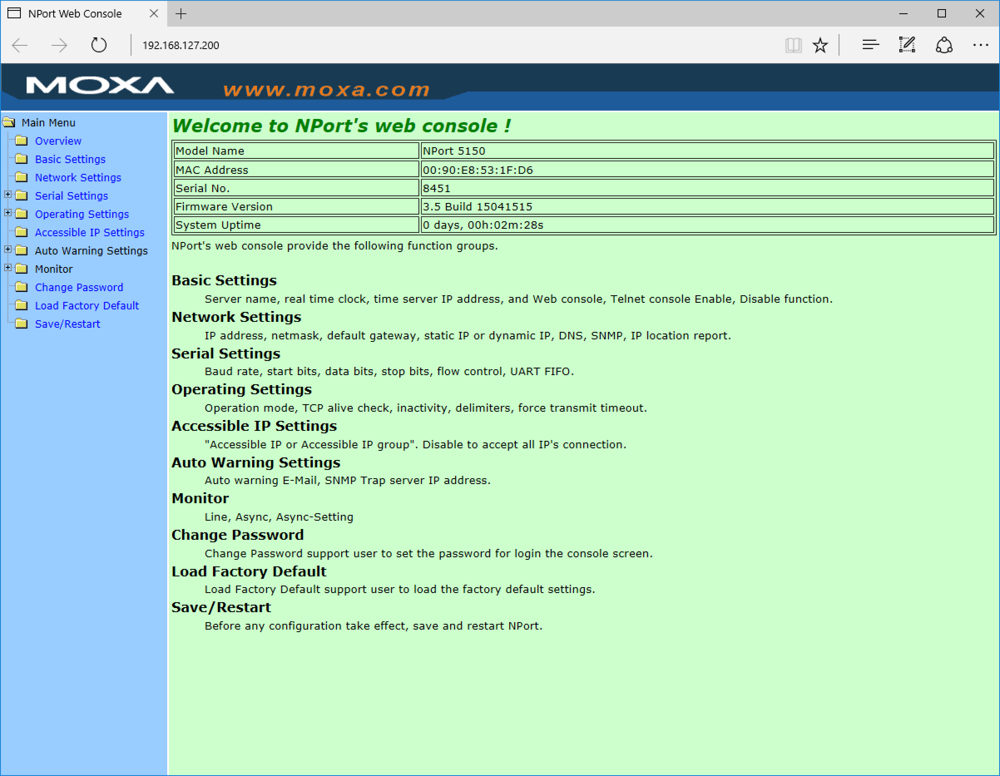 NPort Web Console
192.168.127.200
MOXA www.moxa.com
Main Menu
Overview
Basic Settings
Network Settings
Serial Settings
Operating Settings
Accessible IP Settings
Auto Warning Settings
Monitor
Change Password
Load Factory Default
Save/Restart
Welcome to NPort's web console !
Model Name NPort 5150
MAC Address 00:90:E8:53:1F:D6
Serial No. 8451
Firmware Version 3.5 Build 15041515
System Uptime 0 days, 00h:02m:28s
NPort's web console provide the following function groups.
Basic Settings
Server name, real time clock, time server IP address, and Web console, Telnet console Enable, Disable function.
Network Settings
IP address, netmask, default gateway, static IP or dynamic IP, DNS, SNMP, IP location report.
Serial Settings
Baud rate, start bits, data bits, stop bits, flow control, UART FIFO.
Operating Settings
Operation mode, TCP alive check, inactivity, delimiters, force transmit timeout.
Accessible IP Settings
"Accessible IP or Accessible IP group". Disable to accept all IP's connection.
Auto Warning Settings
Auto warning E-Mail, SNMP Trap server IP address.
Monitor
Line, Async, Async-Setting
Change Password
Change Password support user to set the password for login the console screen.
Load Factory Default
Load Factory Default support user to load the factory default settings.
Save/Restart
Before any configuration take effect, save and restart NPort.